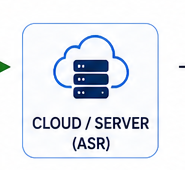 CLOUD / SERVER
(ASR)